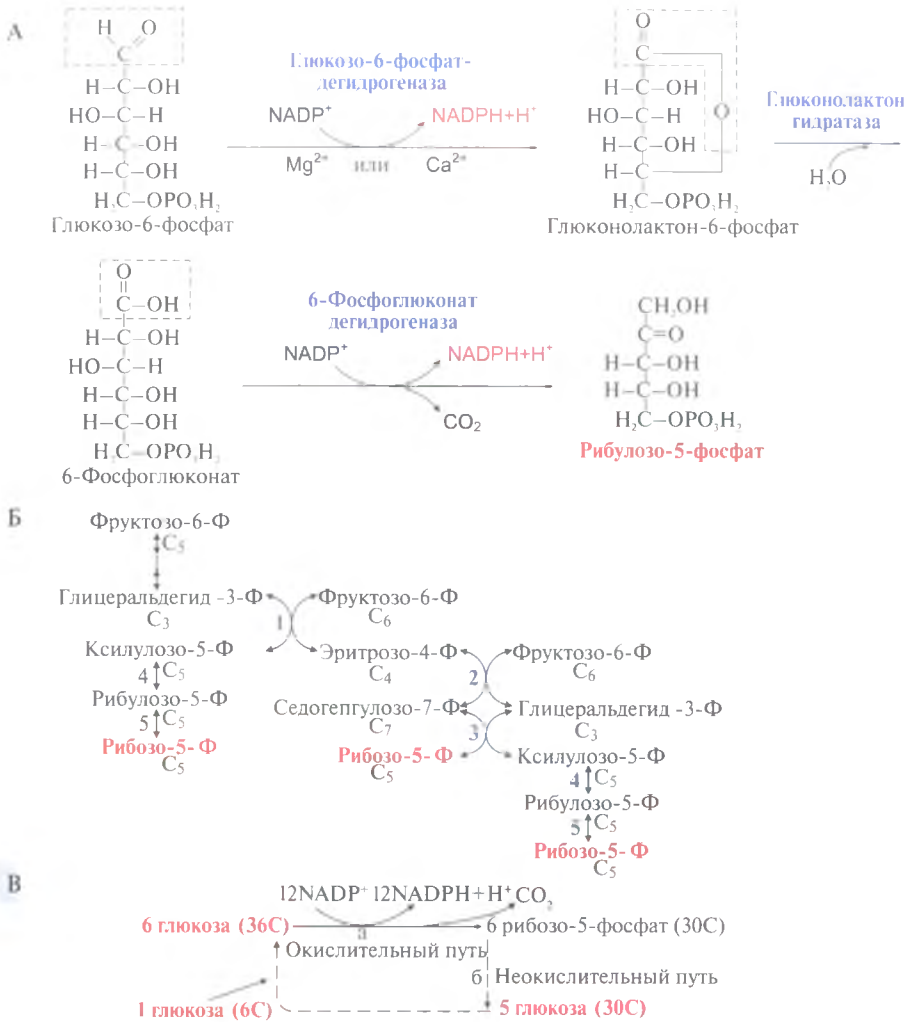 А
H O
C
H–C–OH
HO–C–H
H–C–OH
H–C–OH
H₂C–OPO₃H₂
Глюкозо-6-фосфат
Глюкозо-6-фосфат-
дегидрогеназа
NADP⁺ NADPH+H⁺
Mg²⁺ или Ca²⁺
O
C
H–C–OH
HO–C–H
O
H–C–OH
H–C
H₂C–OPO₃H₂
Глюконолактон-6-фосфат
Глюконолактон
гидратаза
H₂O
O
C–OH
H–C–OH
HO–C–H
H–C–OH
H–C–OH
H₂C–OPO₃H₂
6-Фосфоглюконат
6-Фосфоглюконат
дегидрогеназа
NADP⁺ NADPH+H⁺
CO₂
CH₂OH
C=O
H–C–OH
H–C–OH
H₂C–OPO₃H₂
Рибулозо-5-фосфат
Б
Фруктозо-6-Ф
C₅
Глицеральдегид -3-Ф
C₃
1
Фруктозо-6-Ф
C₆
Ксилулозо-5-Ф
4 C₅
Рибулозо-5-Ф
5 C₅
Рибозо-5- Ф
C₅
Эритрозо-4-Ф
C₄
2
Фруктозо-6-Ф
C₆
Седогепгулозо-7-Ф
C₇
3
Глицеральдегид -3-Ф
C₃
Рибозо-5-Ф
C₅
Ксилулозо-5-Ф
4 C₅
Рибулозо-5-Ф
5 C₅
Рибозо-5- Ф
C₅
В
12NADP⁺ 12NADPH+H⁺ CO₂
6 глюкоза (36C) а 6 рибозо-5-фосфат (30C)
Окислительный путь
б Неокислительный путь
1 глюкоза (6C) 5 глюкоза (30C)